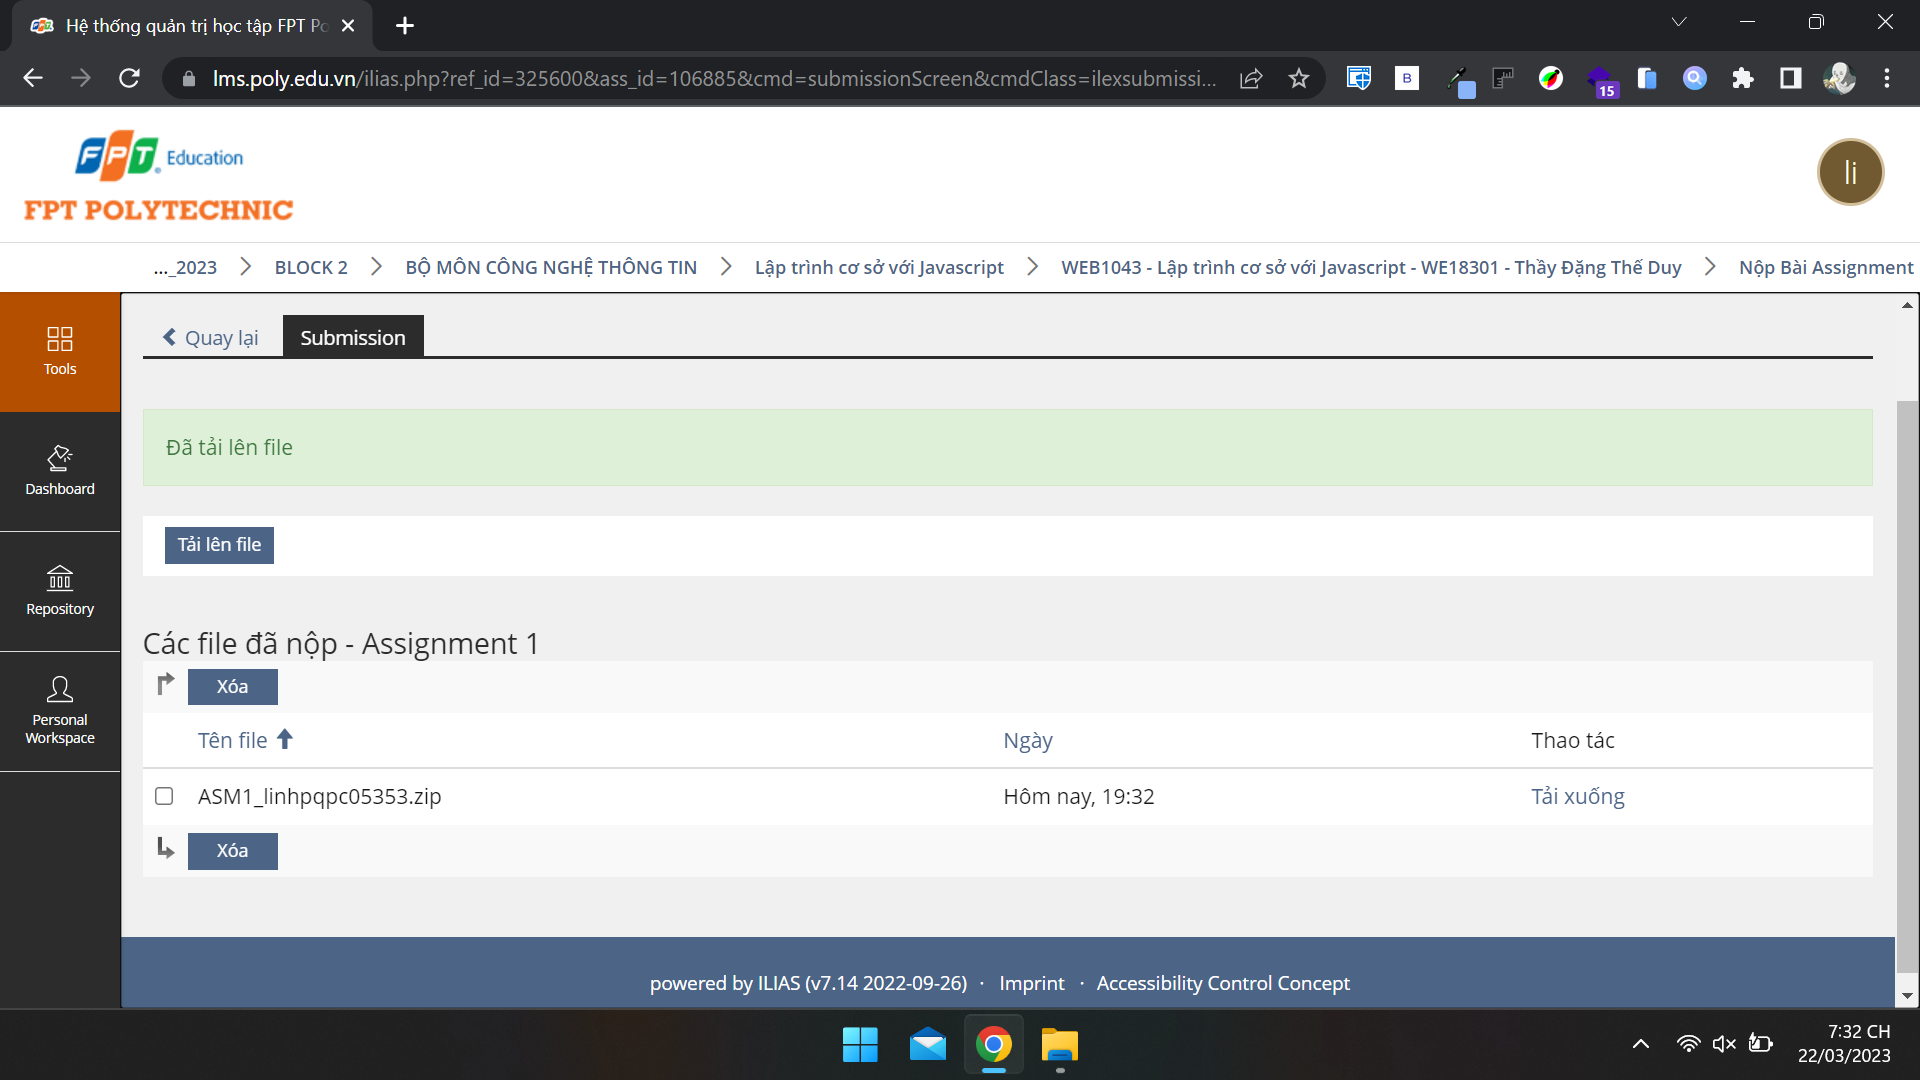 Hệ thống quản trị học tập FPT Po
lms.poly.edu.vn/ilias.php?ref_id=325600&ass_id=106885&cmd=submissionScreen&cmdClass=ilexsubmissi...
B
15
FPT Education
FPT POLYTECHNIC
li
..._2023
BLOCK 2
BỘ MÔN CÔNG NGHỆ THÔNG TIN
Lập trình cơ sở với Javascript
WEB1043 - Lập trình cơ sở với Javascript - WE18301 - Thầy Đặng Thế Duy
Nộp Bài Assignment
Tools
Dashboard
Repository
Personal
Workspace
Quay lại
Submission
Đã tải lên file
Tải lên file
Các file đã nộp - Assignment 1
Xóa
Tên file
Ngày
Thao tác
ASM1_linhpqpc05353.zip
Hôm nay, 19:32
Tải xuống
Xóa
powered by ILIAS (v7.14 2022-09-26) · Imprint · Accessibility Control Concept
7:32 CH
22/03/2023